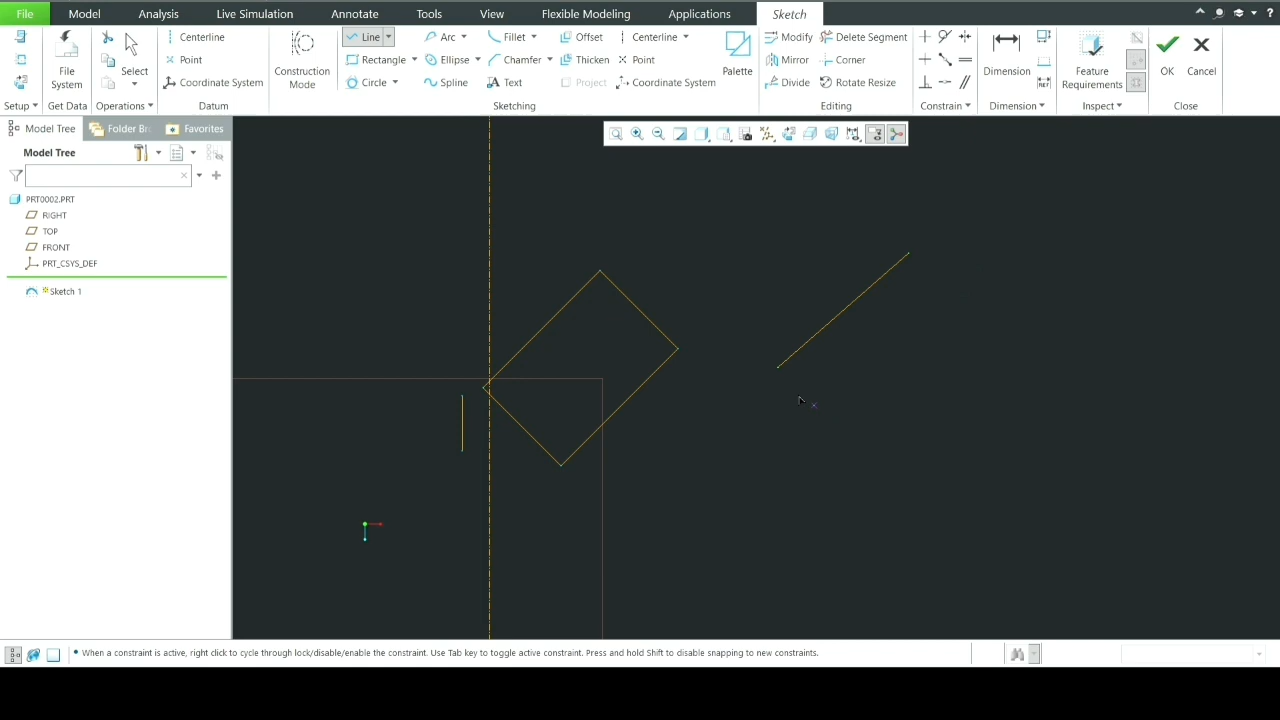 File Model Analysis Live Simulation Annotate Tools View Flexible Modeling Applications Sketch
Centerline Line Arc Fillet Offset Centerline Modify Delete Segment
Point Rectangle Ellipse Chamfer Thicken Point Mirror Corner
File System Select Coordinate System Construction Mode Circle Spline Text Project Coordinate System Palette Divide Rotate Resize Dimension Feature Requirements OK Cancel
Setup Get Data Operations Datum Sketching Editing Constrain Dimension Inspect Close
REF
Model Tree Folder Br Favorites
Model Tree
PRT0002.PRT
RIGHT
TOP
FRONT
PRT_CSYS_DEF
Sketch 1
When a constraint is active, right click to cycle through lock/disable/enable the constraint. Use Tab key to toggle active constraint. Press and hold Shift to disable snapping to new constraints.